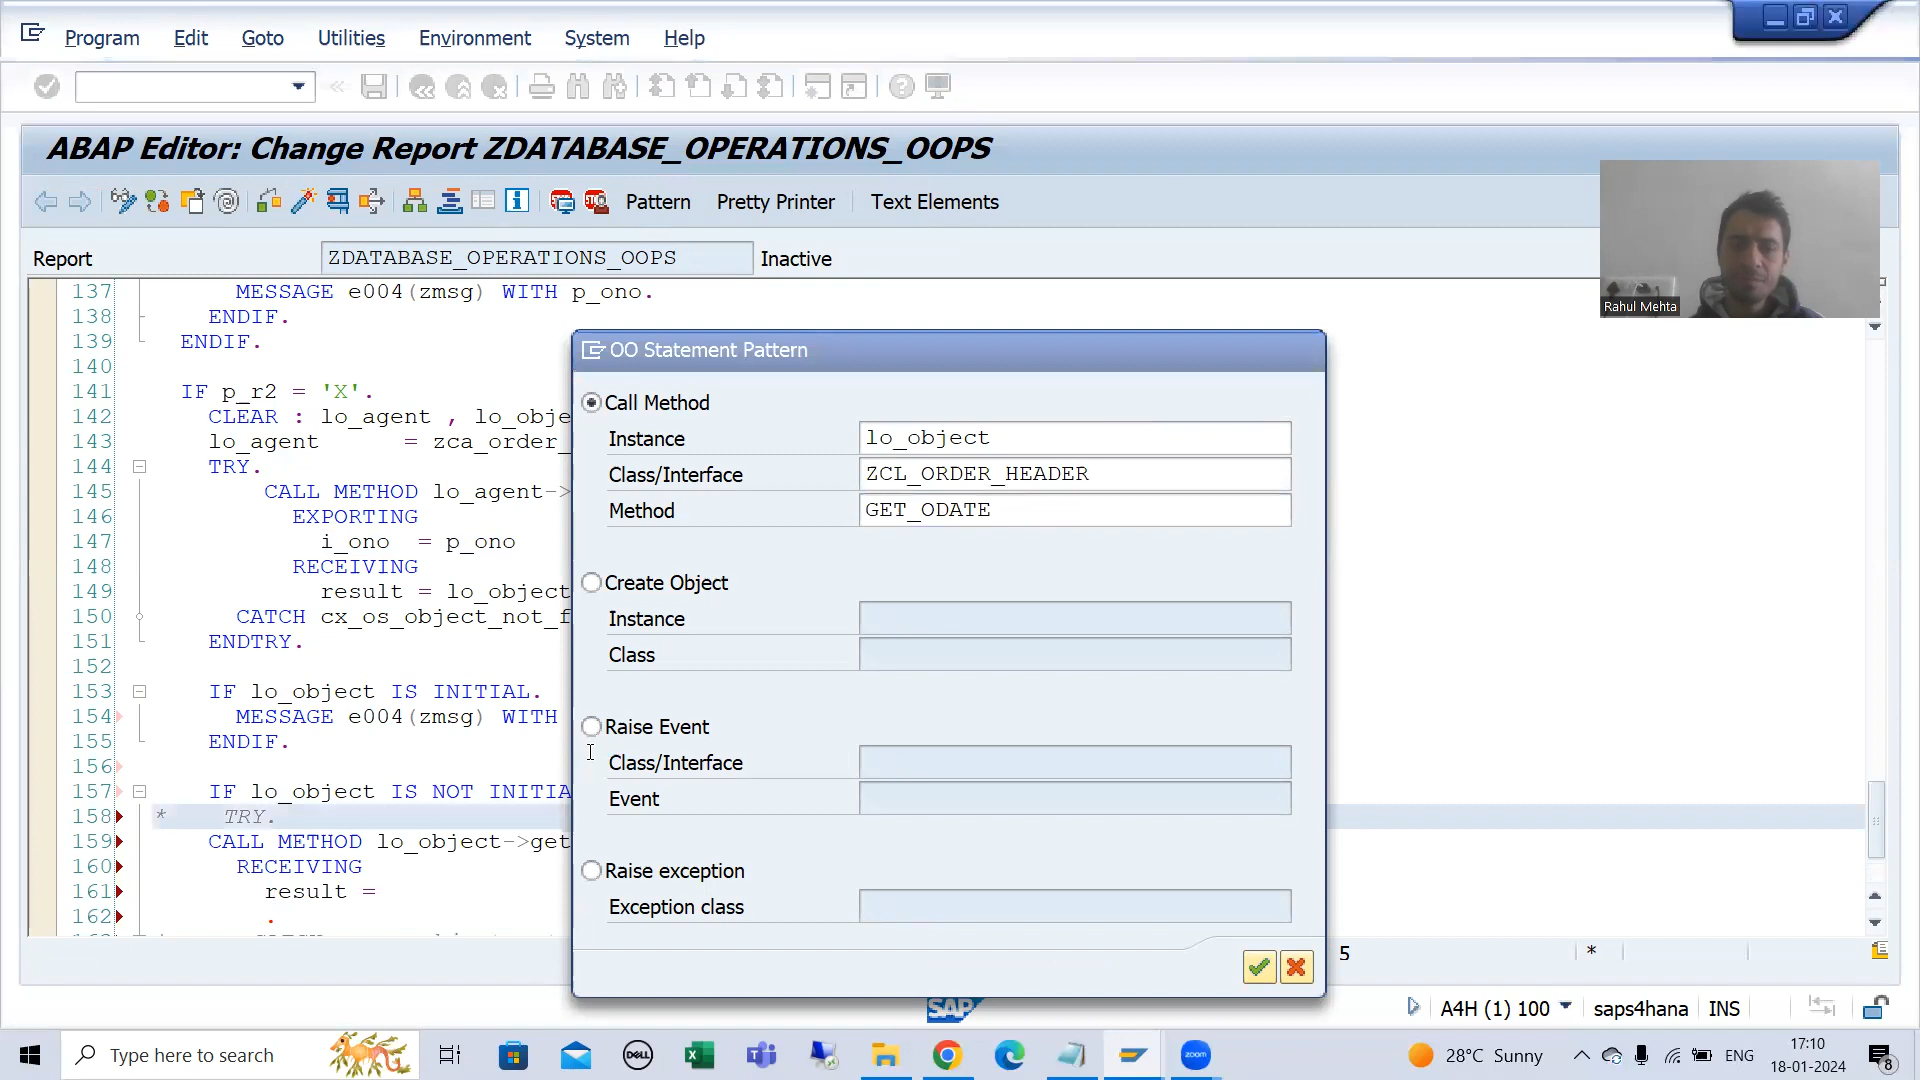 Program Edit Goto Utilities Environment System Help
ABAP Editor: Change Report ZDATABASE_OPERATIONS_OOPS
Pattern Pretty Printer Text Elements
Report ZDATABASE_OPERATIONS_OOPS Inactive
Rahul Mehta
137 MESSAGE e004(zmsg) WITH p_ono.
138 ENDIF.
139 ENDIF.
140
141 IF p_r2 = 'X'.
142 CLEAR : lo_agent , lo_obje
143 lo_agent = zca_order_
144 TRY.
145 CALL METHOD lo_agent->
146 EXPORTING
147 i_ono = p_ono
148 RECEIVING
149 result = lo_object
150 CATCH cx_os_object_not_f
151 ENDTRY.
152
153 IF lo_object IS INITIAL.
154 MESSAGE e004(zmsg) WITH
155 ENDIF.
156
157 IF lo_object IS NOT INITIA
158 * TRY.
159 CALL METHOD lo_object->get
160 RECEIVING
161 result =
162 .
OO Statement Pattern
Call Method
Instance lo_object
Class/Interface ZCL_ORDER_HEADER
Method GET_ODATE
Create Object
Instance
Class
Raise Event
Class/Interface
Event
Raise exception
Exception class
5 *
SAP
A4H (1) 100 saps4hana INS
Type here to search
DELL
zoom
28°C Sunny
ENG
17:10
18-01-2024
8